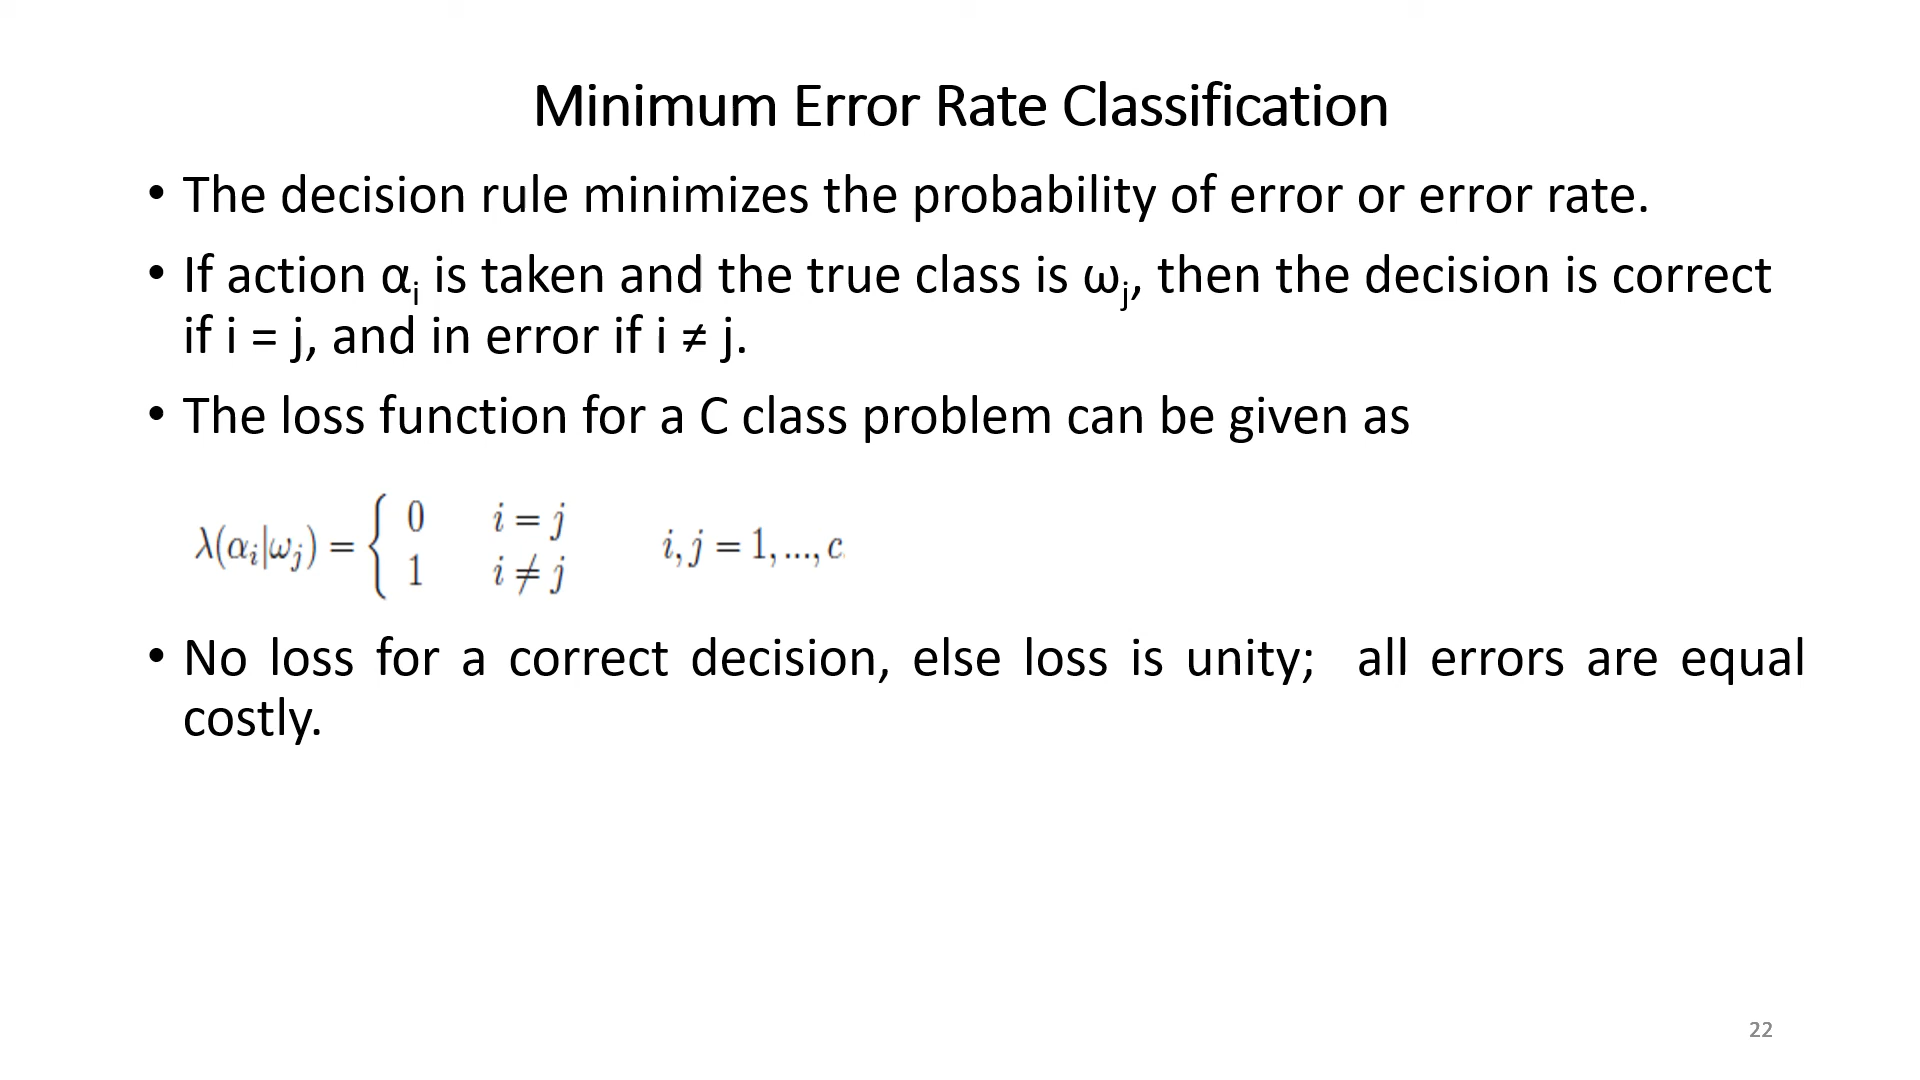 Minimum Error Rate Classification
• The decision rule minimizes the probability of error or error rate.
• If action αi is taken and the true class is ωj, then the decision is correct
if i = j, and in error if i ≠ j.
• The loss function for a C class problem can be given as
λ(αi|ωj) = { 0 i = j
1 i ≠ j i, j = 1, ..., c.
• No loss for a correct decision, else loss is unity; all errors are equal
costly.
22